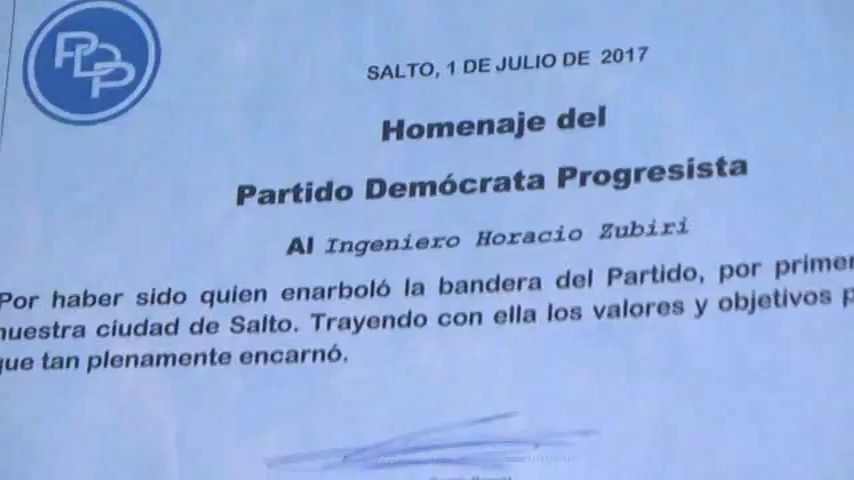 PDP
SALTO, 1 DE JULIO DE 2017
Homenaje del
Partido Demócrata Progresista
Al Ingeniero Horacio Zubiri
Por haber sido quien enarboló la bandera del Partido, por primer
nuestra ciudad de Salto. Trayendo con ella los valores y objetivos p
que tan plenamente encarnó.